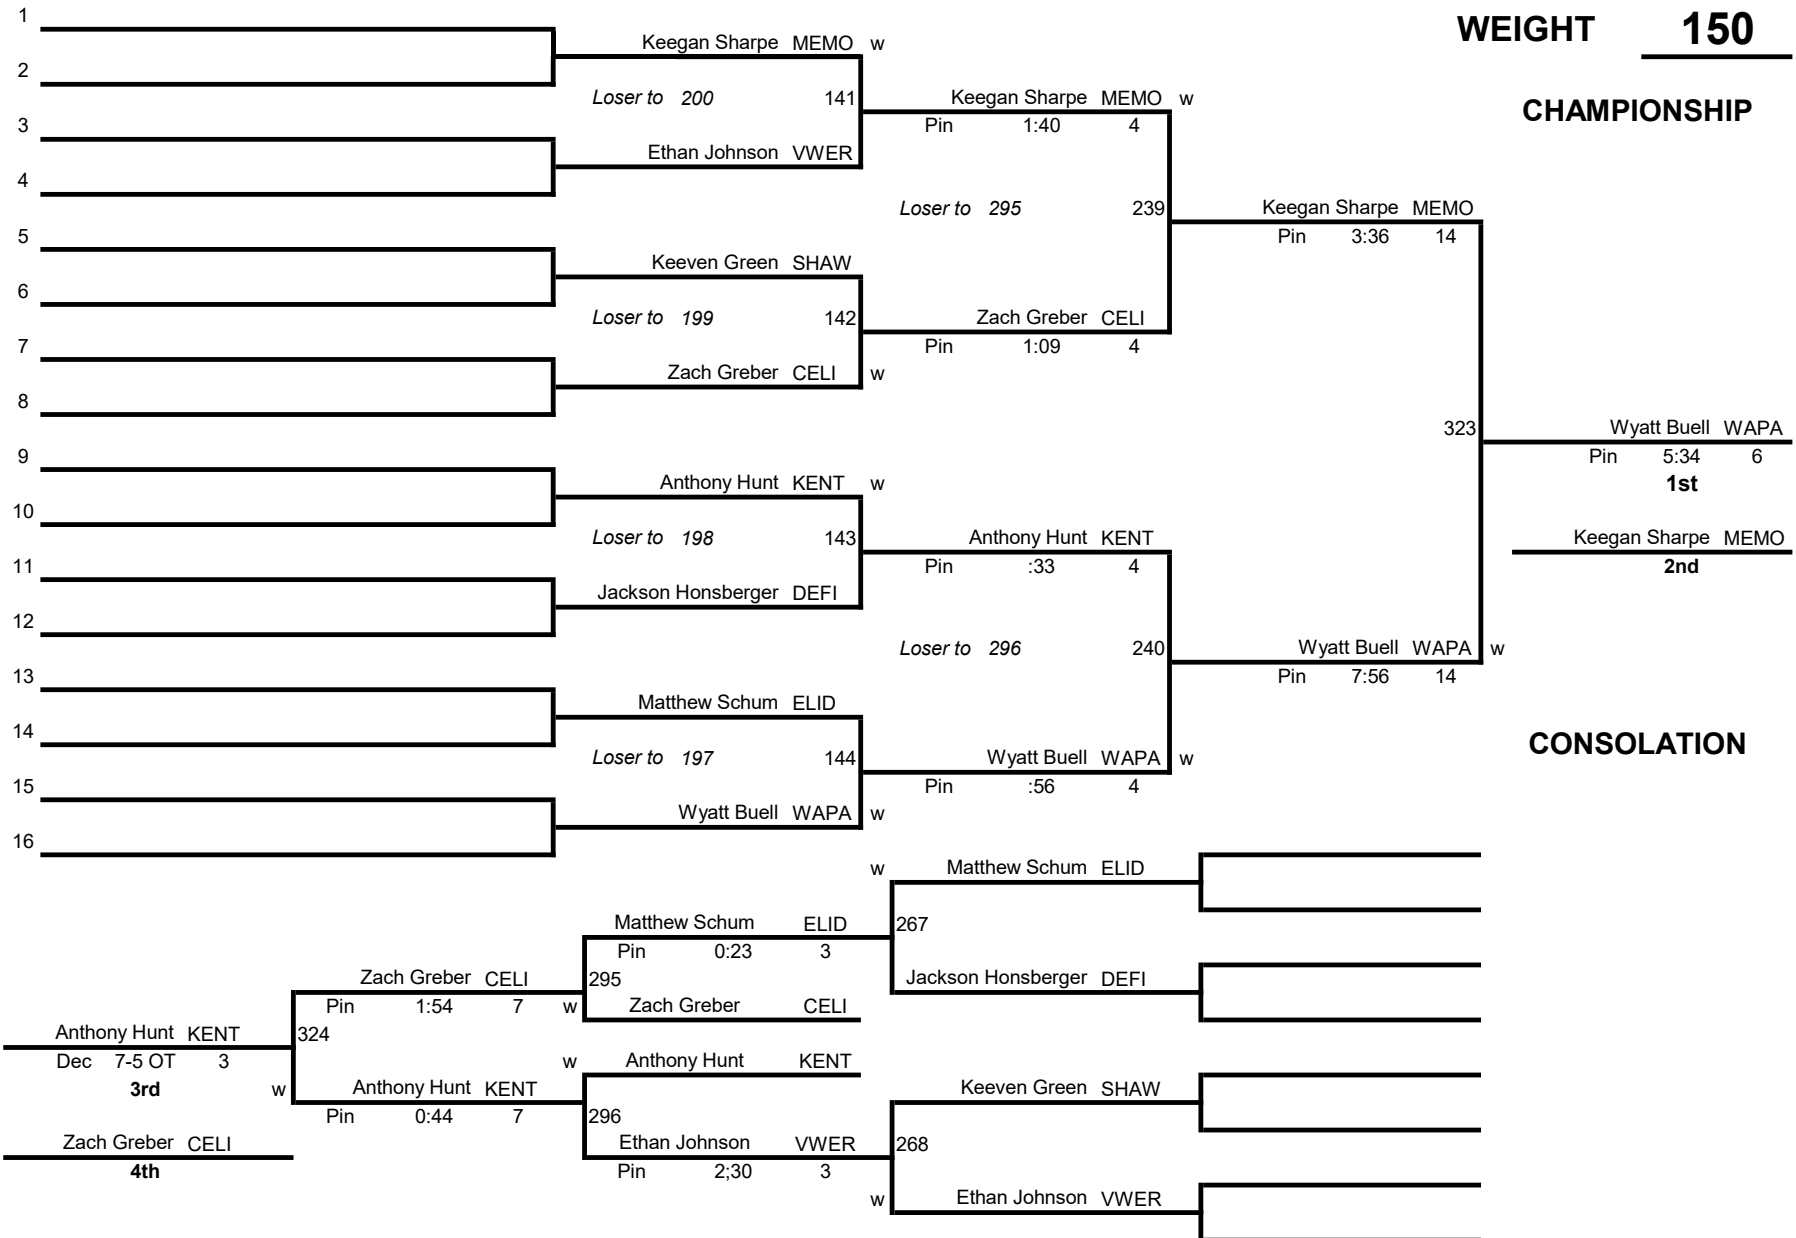 1
WEIGHT 150
Keegan Sharpe MEMO w
2
Loser to 200 141 Keegan Sharpe MEMO w
CHAMPIONSHIP
3
Pin 1:40 4
Ethan Johnson VWER
4
Loser to 295 239 Keegan Sharpe MEMO
5
Pin 3:36 14
Keeven Green SHAW
6
Loser to 199 142 Zach Greber CELI
7
Pin 1:09 4
Zach Greber CELI w
8
323 Wyatt Buell WAPA
9
Pin 5:34 6
Anthony Hunt KENT w
1st
10
Loser to 198 143 Anthony Hunt KENT
Keegan Sharpe MEMO
11
Pin :33 4
2nd
Jackson Honsberger DEFI
12
Loser to 296 240 Wyatt Buell WAPA w
13
Pin 7:56 14
Matthew Schum ELID
14
CONSOLATION
Loser to 197 144 Wyatt Buell WAPA w
15
Pin :56 4
Wyatt Buell WAPA w
16
w Matthew Schum ELID
Matthew Schum ELID 267
Pin 0:23 3
Zach Greber CELI 295 Jackson Honsberger DEFI
Pin 1:54 7 w Zach Greber CELI
Anthony Hunt KENT 324
Dec 7-5 OT 3 w Anthony Hunt KENT
3rd w Anthony Hunt KENT Keeven Green SHAW
Pin 0:44 7 296
Zach Greber CELI Ethan Johnson VWER 268
4th Pin 2;30 3
w Ethan Johnson VWER